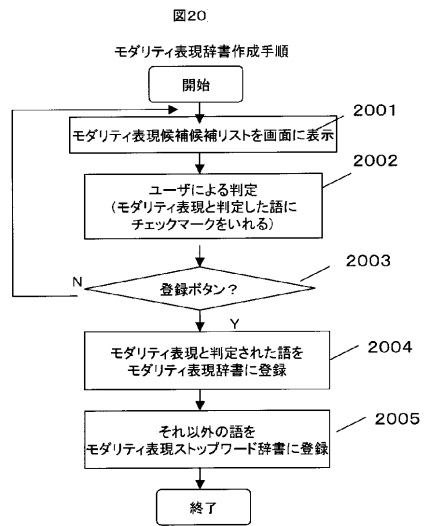 図20
モダリティ表現辞書作成手順
開始
2001
モダリティ表現候補候補リストを画面に表示
2002
ユーザによる判定
(モダリティ表現と判定した語に
チェックマークをいれる)
2003
登録ボタン?
N
Y
2004
モダリティ表現と判定された語を
モダリティ表現辞書に登録
2005
それ以外の語を
モダリティ表現ストップワード辞書に登録
終了